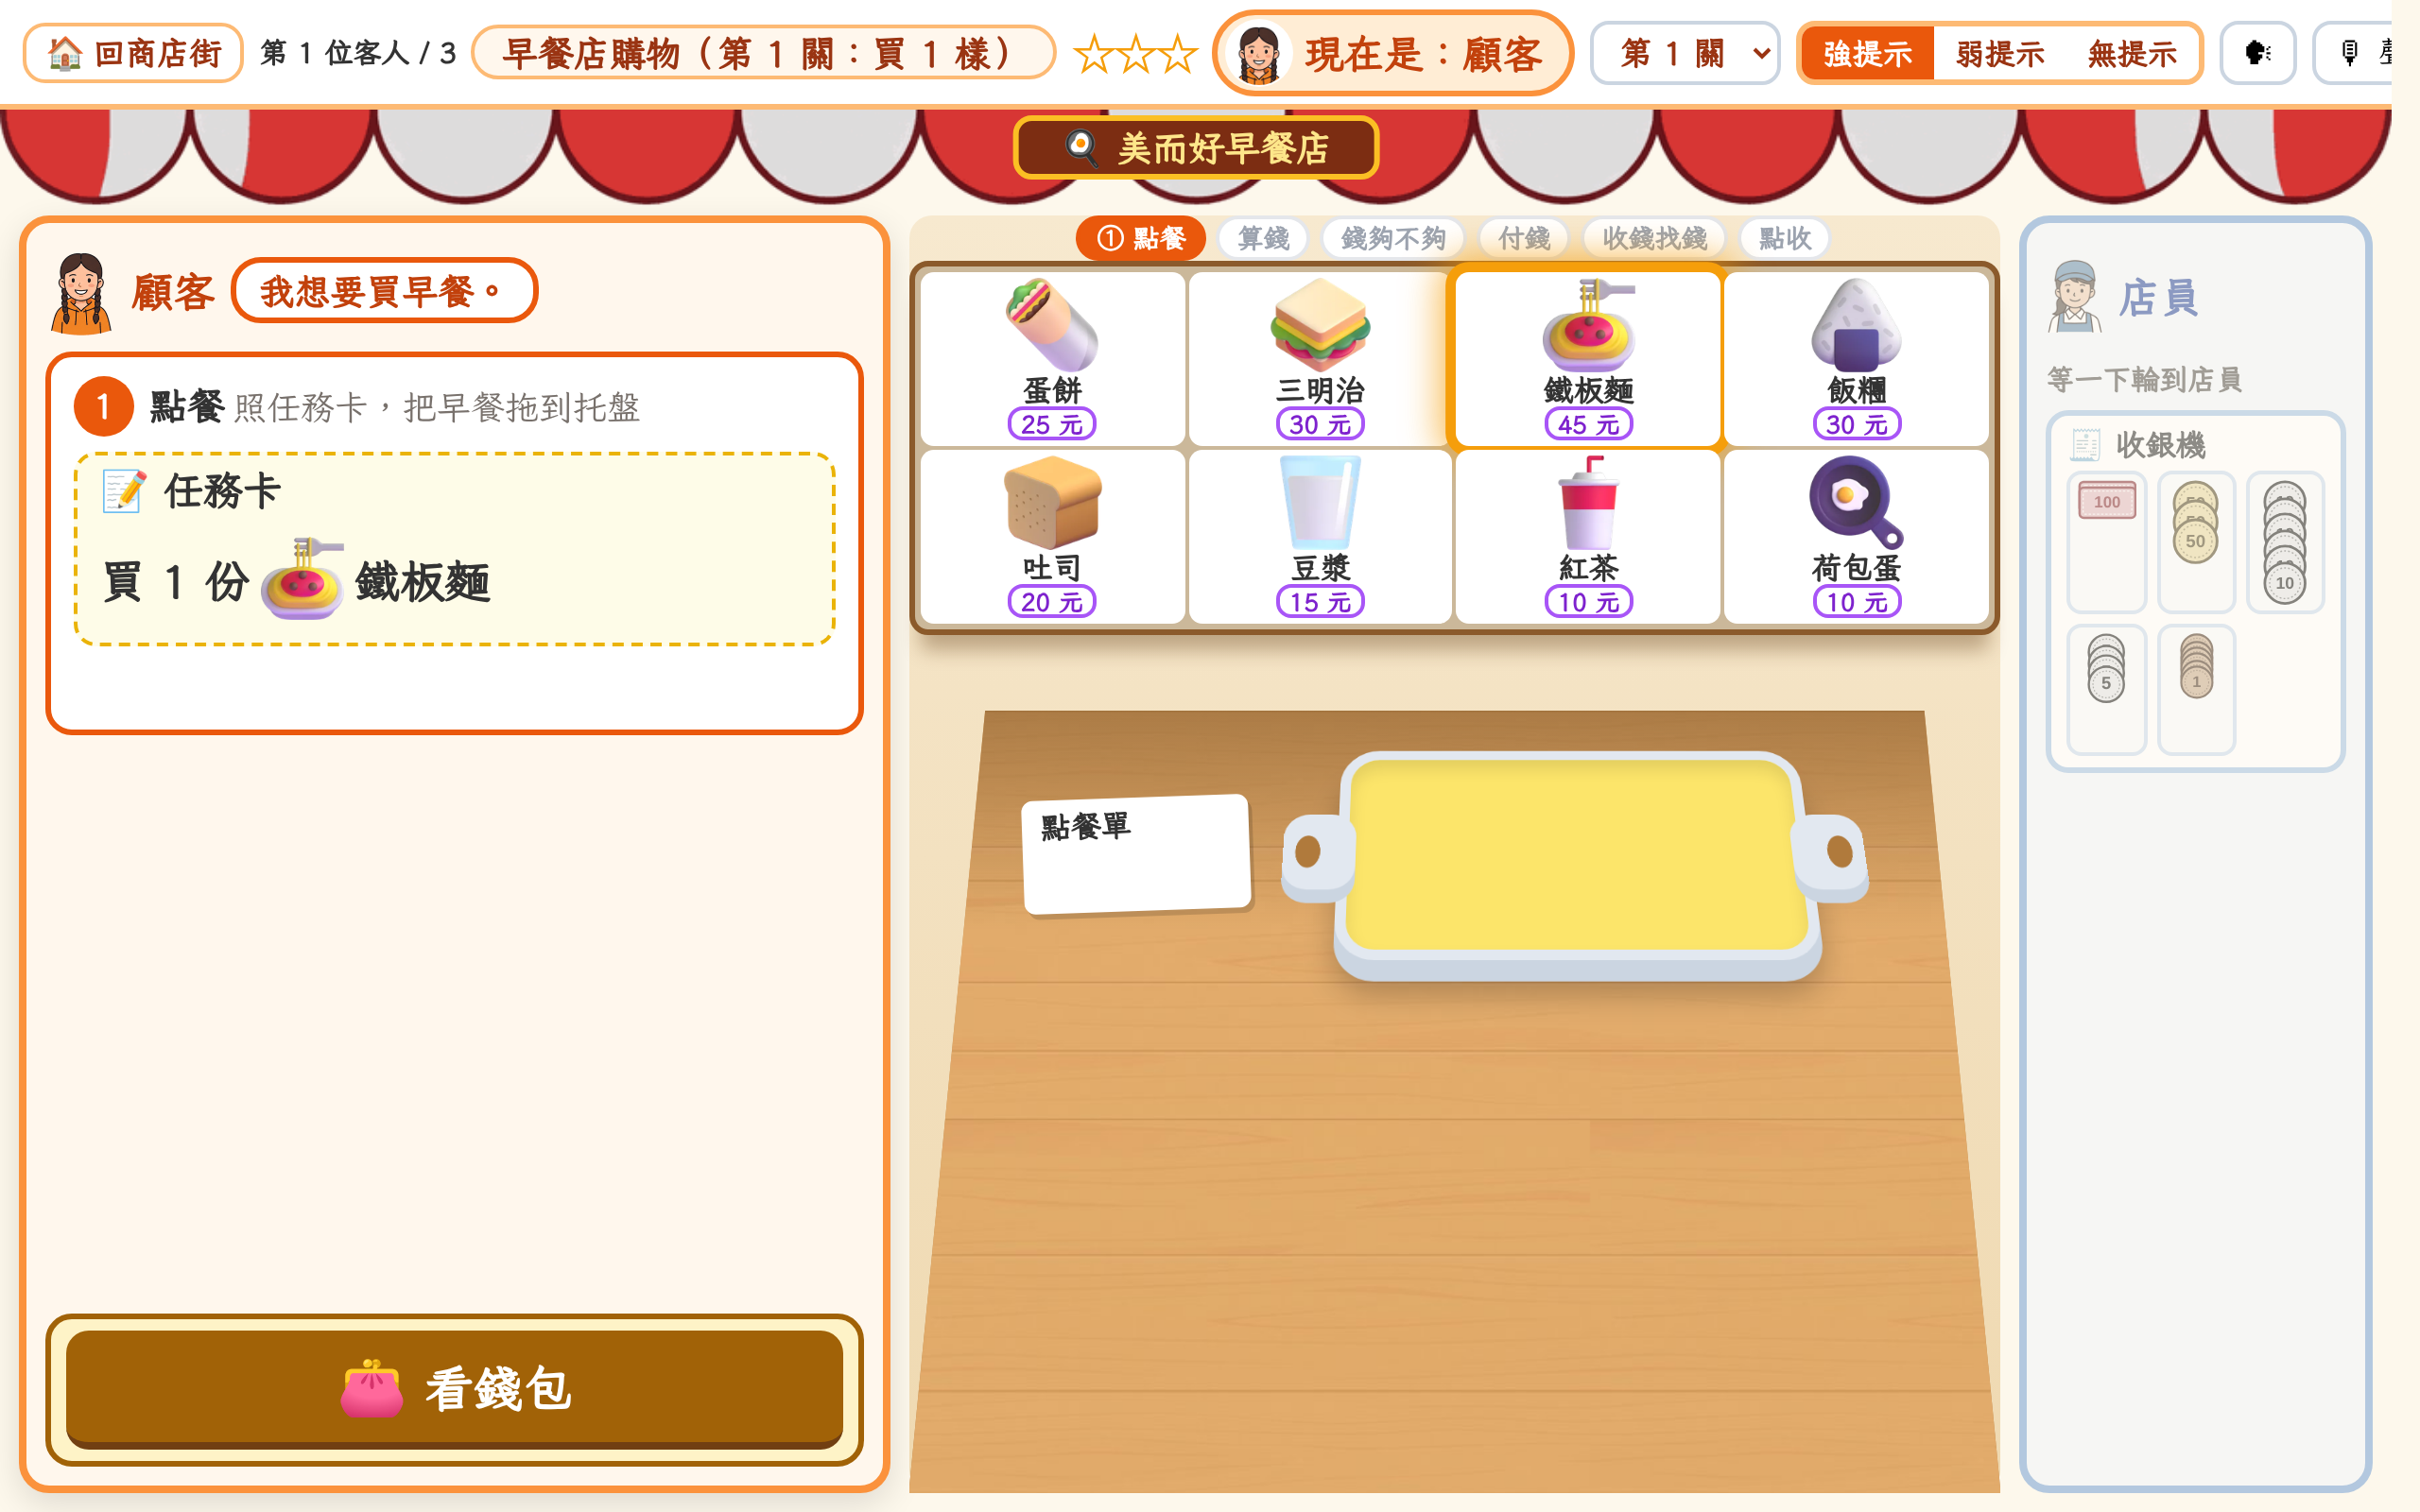 回商店街 第 1 位客人 / 3 早餐店購物（第 1 關：買 1 樣） 現在是：顧客 第 1 關 強提示 弱提示 無提示
美而好早餐店
顧客 我想要買早餐。
1 點餐 照任務卡，把早餐拖到托盤
任務卡
買 1 份 鐵板麵
看錢包
① 點餐 算錢 錢夠不夠 付錢 收錢找錢 點收
蛋餅 三明治 鐵板麵 飯糰
25 元 30 元 45 元 30 元
吐司 豆漿 紅茶 荷包蛋
20 元 15 元 10 元 10 元
點餐單
店員
等一下輪到店員
收銀機
100 50 10
5 1